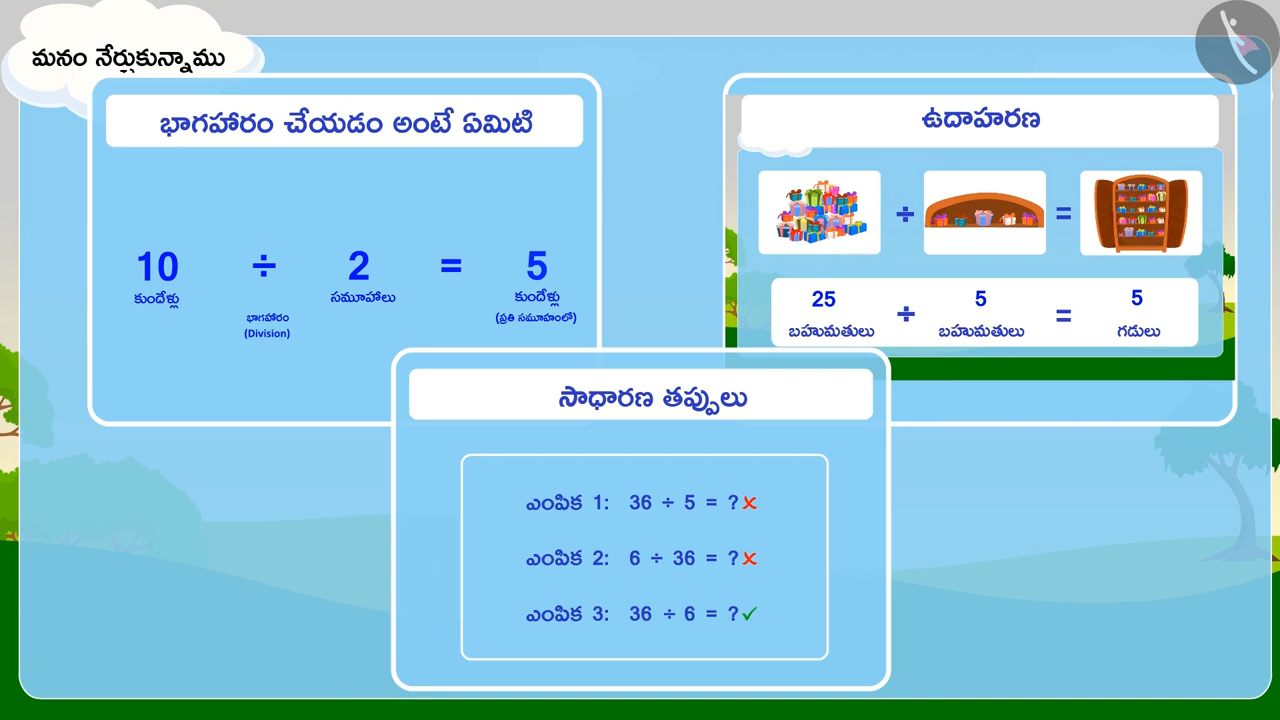 మనం నేర్చుకున్నాము
భాగహారం చేయడం అంటే ఏమిటి
10 ÷ 2 = 5
కుందేళ్లు సమూహాలు కుందేళ్లు
భాగహారం (ప్రతి సమూహంలో)
(Division)
ఉదాహరణ
÷ =
25 ÷ 5 = 5
బహుమతులు బహుమతులు గడులు
సాధారణ తప్పులు
ఎంపిక 1: 36 ÷ 5 = ? ✗
ఎంపిక 2: 6 ÷ 36 = ? ✗
ఎంపిక 3: 36 ÷ 6 = ? ✓